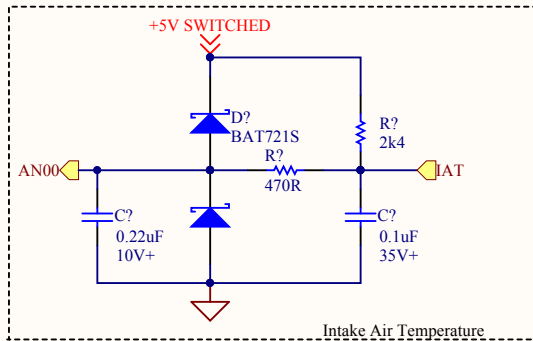 +5V SWITCHED
D?
BAT721S
R?
2k4
AN00
R?
470R
IAT
C?
0.22uF
10V+
C?
0.1uF
35V+
Intake Air Temperature